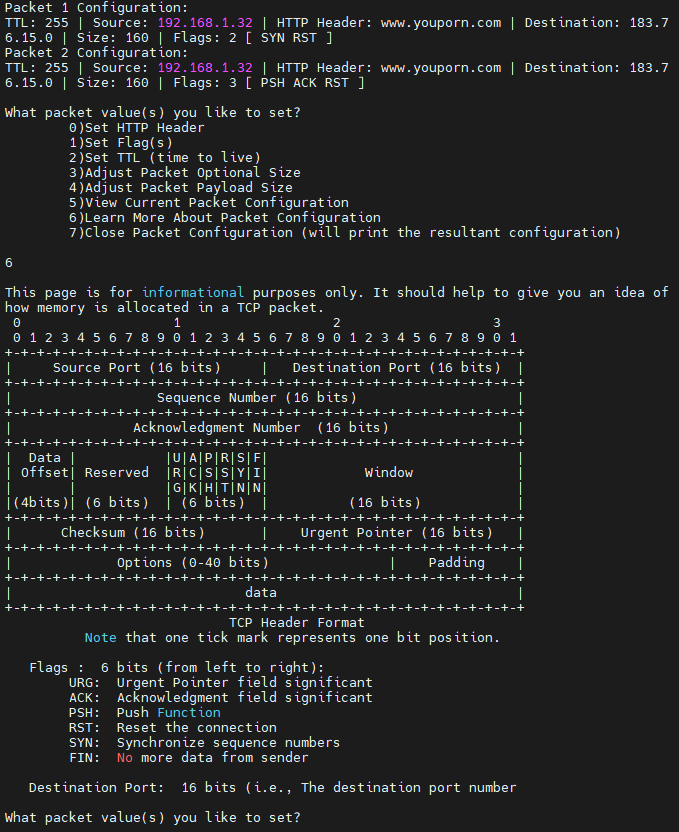 Packet 1 Configuration:
TTL: 255 | Source: 192.168.1.32 | HTTP Header: www.youporn.com | Destination: 183.7
6.15.0 | Size: 160 | Flags: 2 [ SYN RST ]
Packet 2 Configuration:
TTL: 255 | Source: 192.168.1.32 | HTTP Header: www.youporn.com | Destination: 183.7
6.15.0 | Size: 160 | Flags: 3 [ PSH ACK RST ]

What packet value(s) you like to set?
        0)Set HTTP Header
        1)Set Flag(s)
        2)Set TTL (time to live)
        3)Adjust Packet Optional Size
        4)Adjust Packet Payload Size
        5)View Current Packet Configuration
        6)Learn More About Packet Configuration
        7)Close Packet Configuration (will print the resultant configuration)

6

This page is for informational purposes only. It should help to give you an idea of
how memory is allocated in a TCP packet.
 0                   1                   2                   3
 0 1 2 3 4 5 6 7 8 9 0 1 2 3 4 5 6 7 8 9 0 1 2 3 4 5 6 7 8 9 0 1
+-+-+-+-+-+-+-+-+-+-+-+-+-+-+-+-+-+-+-+-+-+-+-+-+-+-+-+-+-+-+-+-+
|     Source Port (16 bits)     |   Destination Port (16 bits)  |
+-+-+-+-+-+-+-+-+-+-+-+-+-+-+-+-+-+-+-+-+-+-+-+-+-+-+-+-+-+-+-+-+
|                  Sequence Number (16 bits)                    |
+-+-+-+-+-+-+-+-+-+-+-+-+-+-+-+-+-+-+-+-+-+-+-+-+-+-+-+-+-+-+-+-+
|               Acknowledgment Number  (16 bits)                |
+-+-+-+-+-+-+-+-+-+-+-+-+-+-+-+-+-+-+-+-+-+-+-+-+-+-+-+-+-+-+-+-+
|  Data |           |U|A|P|R|S|F|                               |
| Offset| Reserved  |R|C|S|S|Y|I|            Window             |
|       |           |G|K|H|T|N|N|                               |
|(4bits)| (6 bits)  | (6 bits)  |          (16 bits)            |
+-+-+-+-+-+-+-+-+-+-+-+-+-+-+-+-+-+-+-+-+-+-+-+-+-+-+-+-+-+-+-+-+
|      Checksum (16 bits)       |    Urgent Pointer (16 bits)   |
+-+-+-+-+-+-+-+-+-+-+-+-+-+-+-+-+-+-+-+-+-+-+-+-+-+-+-+-+-+-+-+-+
|             Options (0-40 bits)               |    Padding    |
+-+-+-+-+-+-+-+-+-+-+-+-+-+-+-+-+-+-+-+-+-+-+-+-+-+-+-+-+-+-+-+-+
|                             data                              |
+-+-+-+-+-+-+-+-+-+-+-+-+-+-+-+-+-+-+-+-+-+-+-+-+-+-+-+-+-+-+-+-+
                            TCP Header Format
          Note that one tick mark represents one bit position.

   Flags :  6 bits (from left to right):
        URG:  Urgent Pointer field significant
        ACK:  Acknowledgment field significant
        PSH:  Push Function
        RST:  Reset the connection
        SYN:  Synchronize sequence numbers
        FIN:  No more data from sender

   Destination Port:  16 bits (i.e., The destination port number

What packet value(s) you like to set?